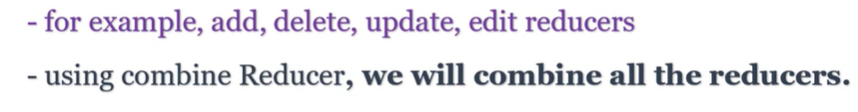 - for example, add, delete, update, edit reducers
- using combine Reducer, we will combine all the reducers.